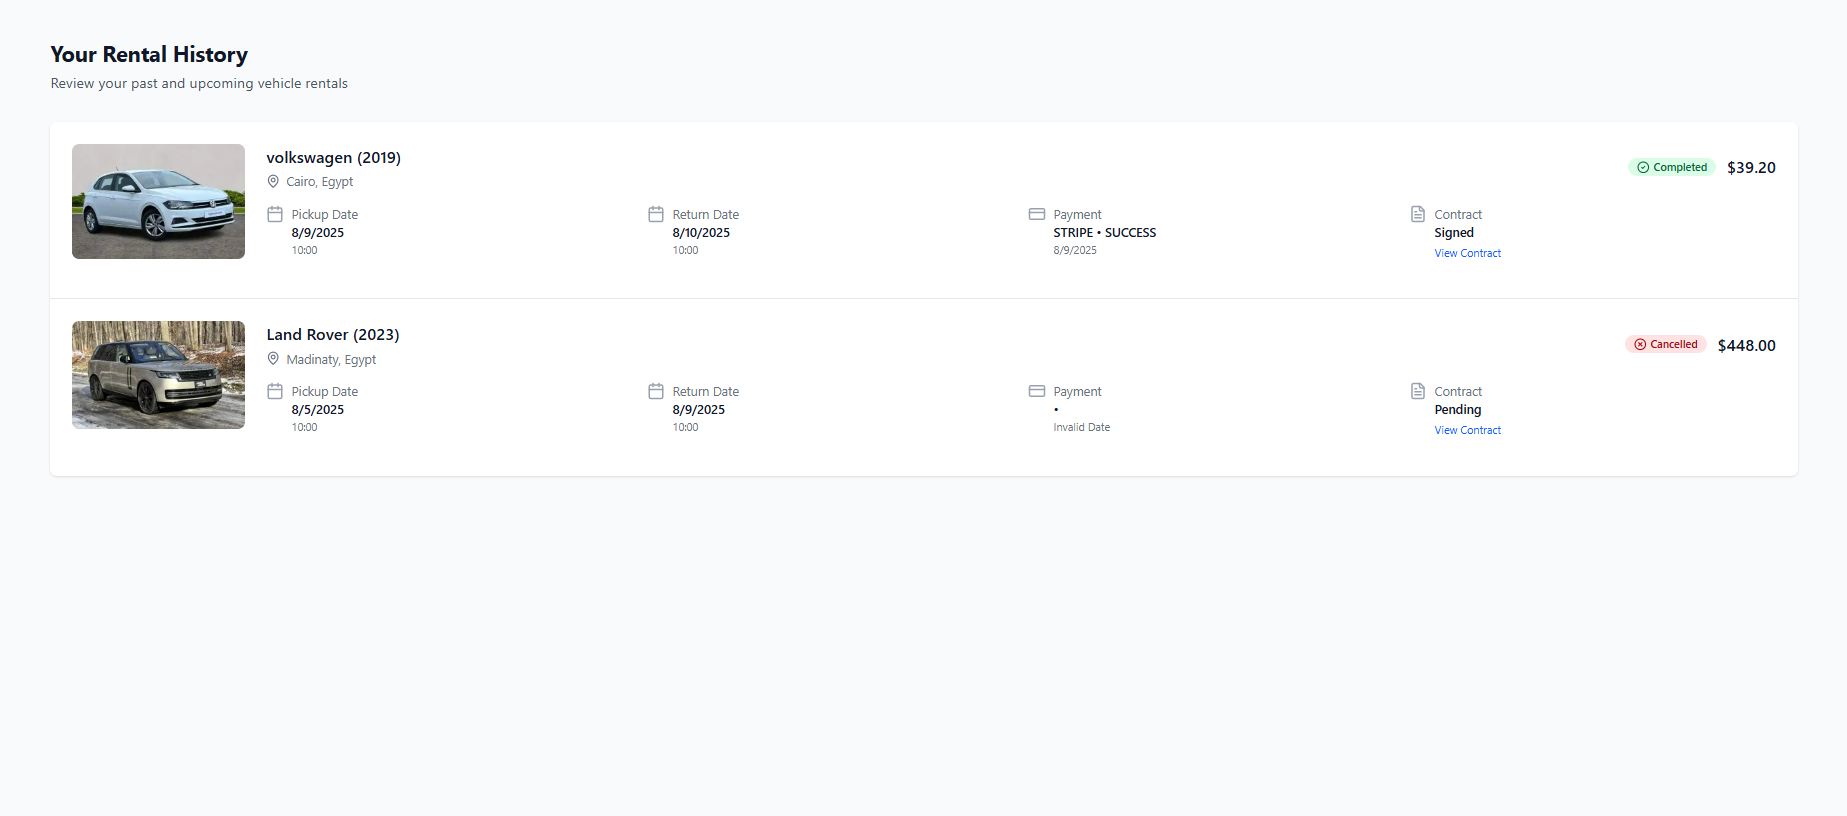 Your Rental History
Review your past and upcoming vehicle rentals
volkswagen (2019)
Cairo, Egypt
Completed
$39.20
Pickup Date
8/9/2025
10:00
Return Date
8/10/2025
10:00
Payment
STRIPE • SUCCESS
8/9/2025
Contract
Signed
View Contract
Land Rover (2023)
Madinaty, Egypt
Cancelled
$448.00
Pickup Date
8/5/2025
10:00
Return Date
8/9/2025
10:00
Payment
•
Invalid Date
Contract
Pending
View Contract